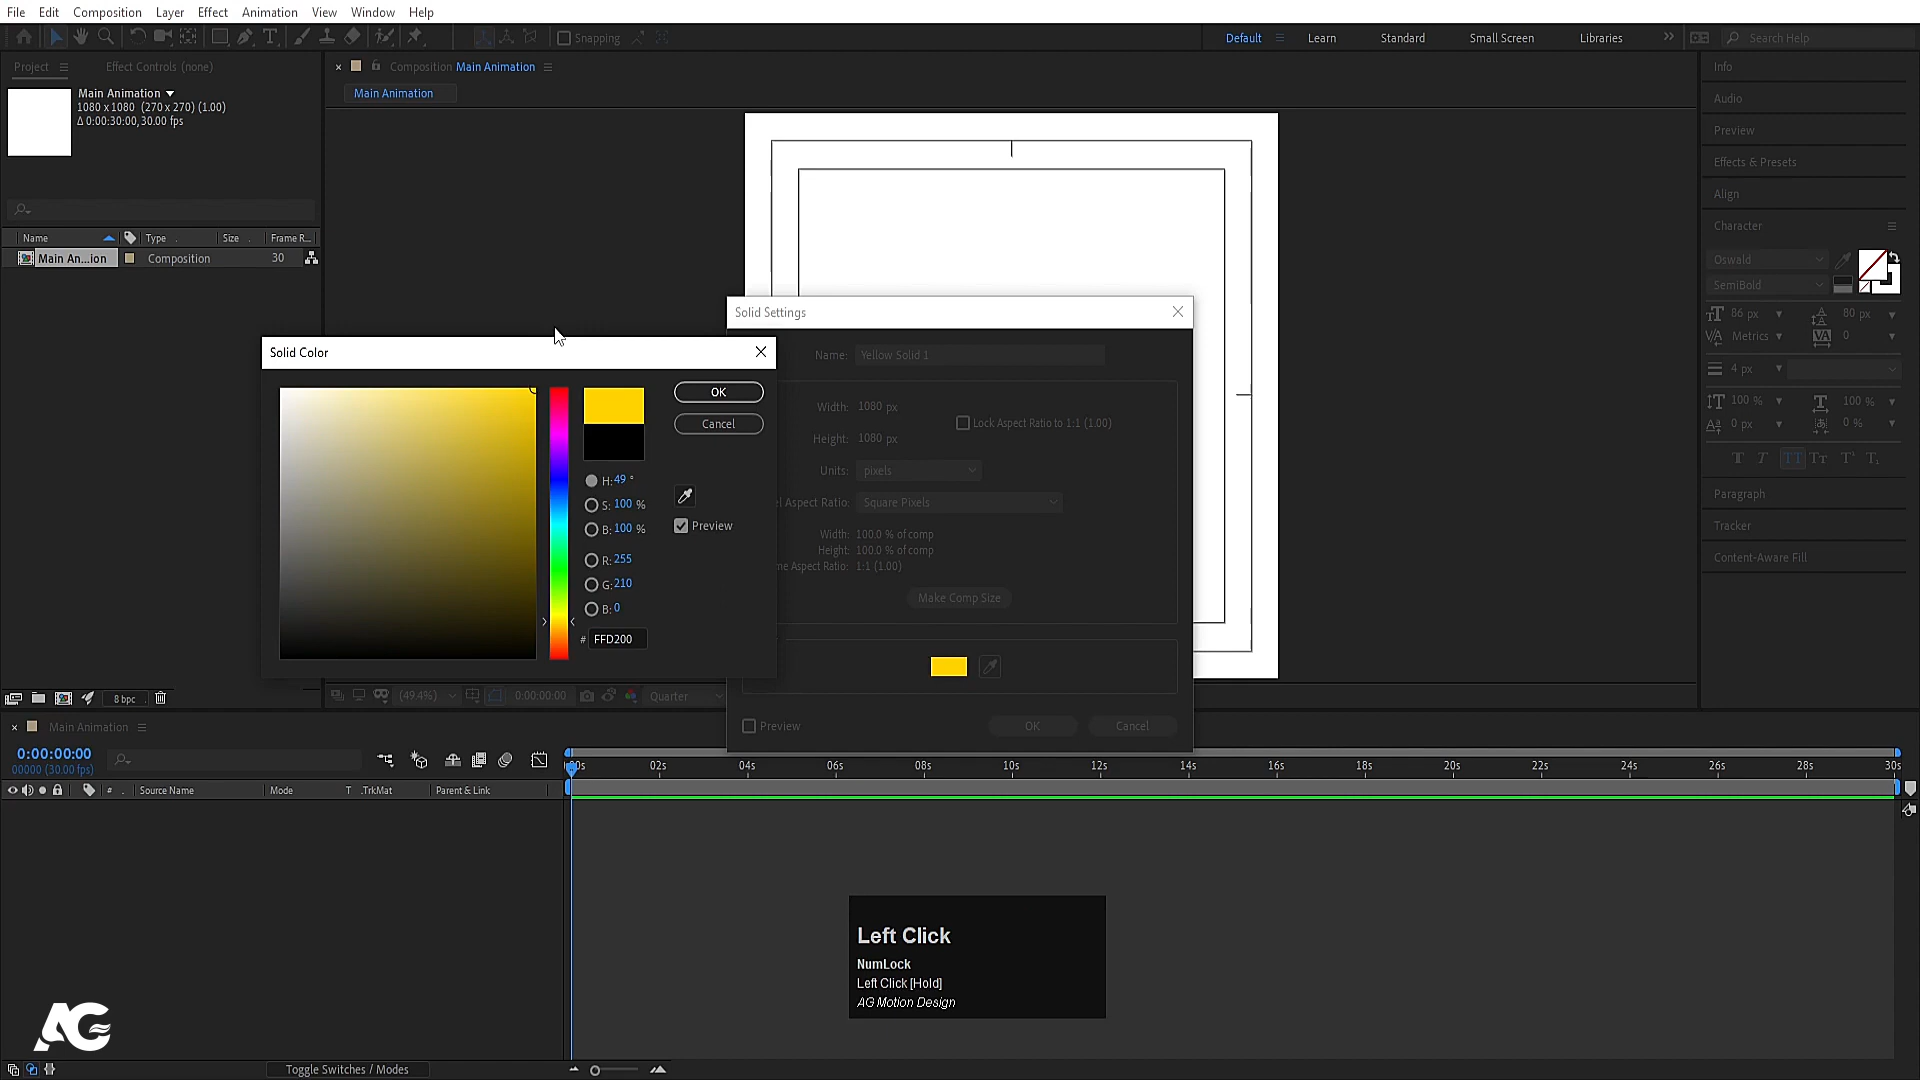 File Edit Composition Layer Effect Animation View Window Help
Snapping Default Learn Standard Small Screen Libraries >> Search Help
Project Effect Controls (none) × Composition Main Animation Info
Main Animation Main Animation
1080 x 1080 (270 x 270) (1.00)
Δ 0:00:30:00, 30.00 fps
Audio
Preview
Effects & Presets
Align
Character
Name Type Size Frame R...
Main An...ion Composition 30
Oswald
SemiBold
86 px 80 px
Metrics 0
4 px
100 % 100 %
0 px 0 %
Paragraph
Tracker
Content-Aware Fill
Solid Settings
Name: Yellow Solid 1
Width: 1080 px
Lock Aspect Ratio to 1:1 (1.00)
Height: 1080 px
Units: pixels
Aspect Ratio: Square Pixels
Width: 100.0 % of comp
Height: 100.0 % of comp
Aspect Ratio: 1:1 (1.00)
Make Comp Size
Preview OK Cancel
Solid Color
OK
Cancel
H: 49 °
S: 100 %
B: 100 %
Preview
R: 255
G: 210
B: 0
# FFD200
8 bpc (49.4%) 0:00:00:00 Quarter
× Main Animation
0:00:00:00
00000 (30.00 fps)
00s 02s 04s 06s 08s 10s 12s 14s 16s 18s 20s 22s 24s 26s 28s 30s
# . Source Name Mode T .TrkMat Parent & Link
Left Click
NumLock
Left Click [Hold]
AG Motion Design
AG
Toggle Switches / Modes